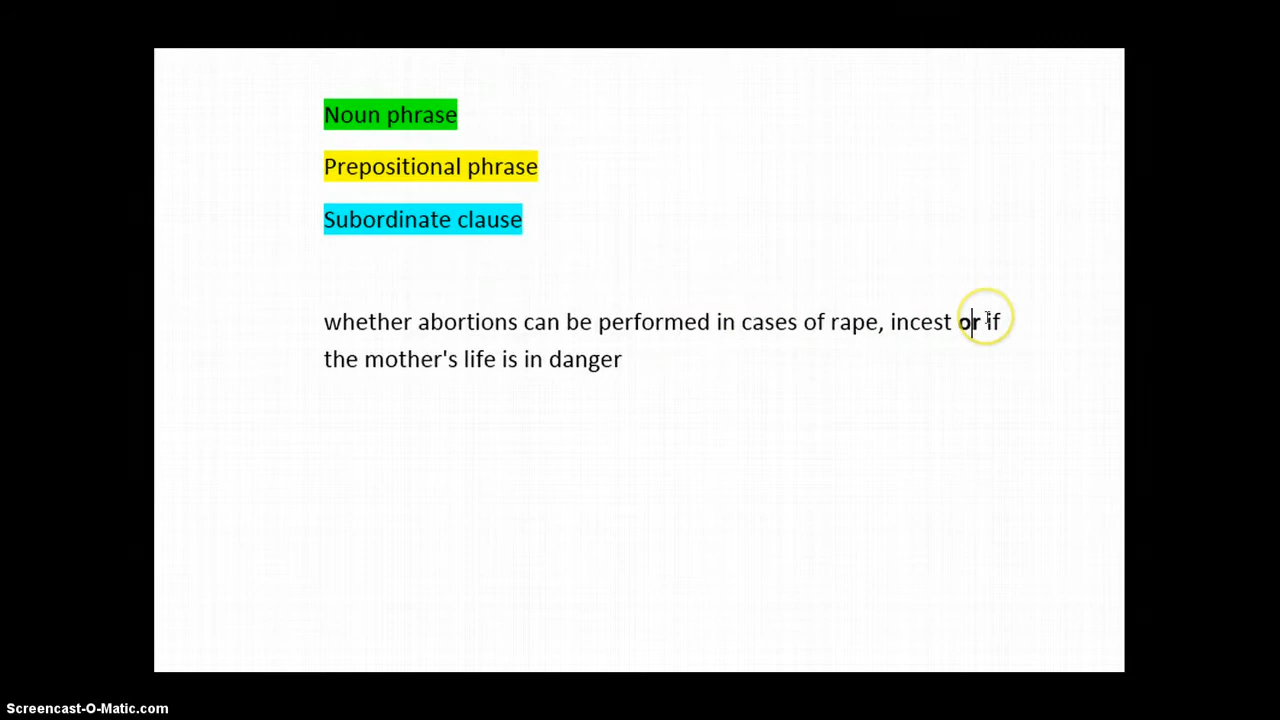 Noun phrase
Prepositional phrase
Subordinate clause
whether abortions can be performed in cases of rape, incest or if
the mother's life is in danger
Screencast-O-Matic.com